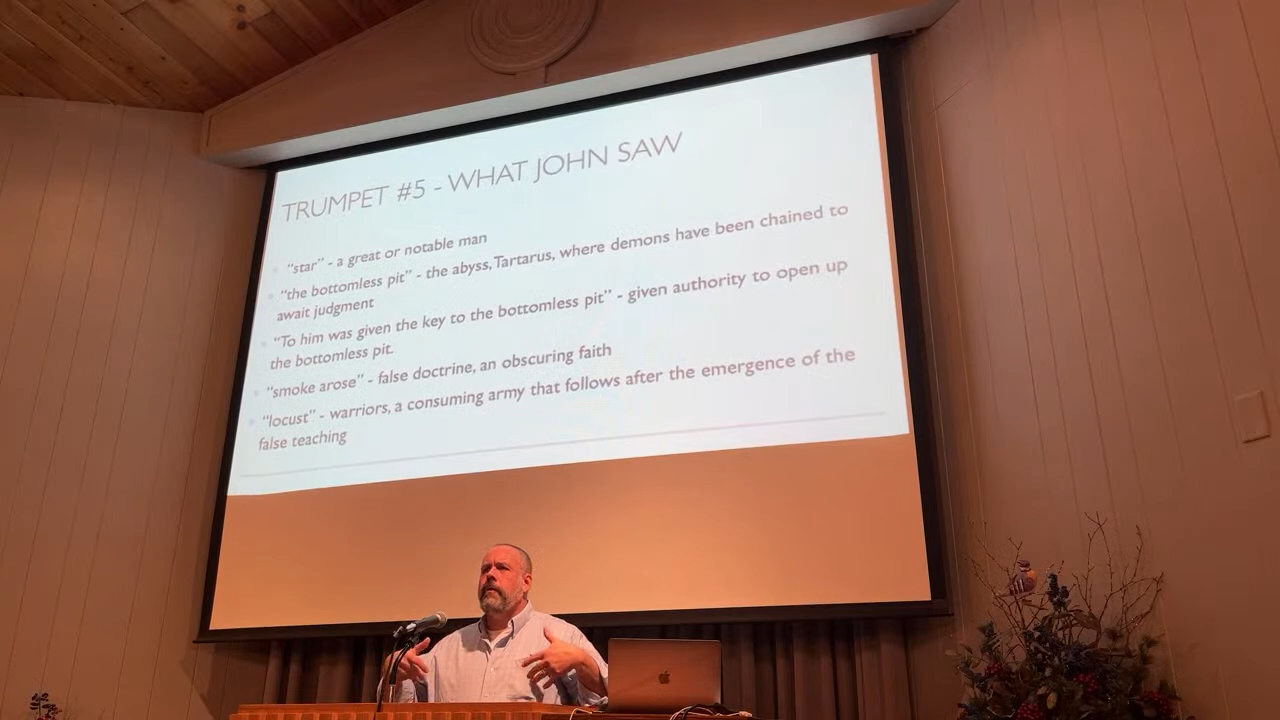 TRUMPET #5 - WHAT JOHN SAW
"star" - a great or notable man
"the bottomless pit" - the abyss, Tartarus, where demons have been chained to
await judgment
"To him was given the key to the bottomless pit" - given authority to open up
the bottomless pit.
"smoke arose" - false doctrine, an obscuring faith
"locust" - warriors, a consuming army that follows after the emergence of the
false teaching